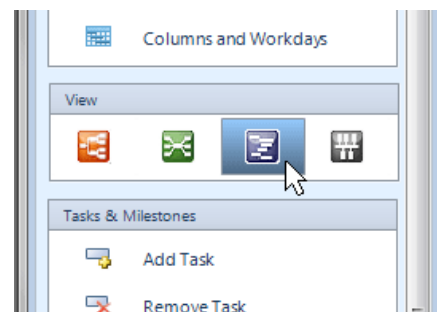 Columns and Workdays
View
Tasks & Milestones
Add Task
Remove Task